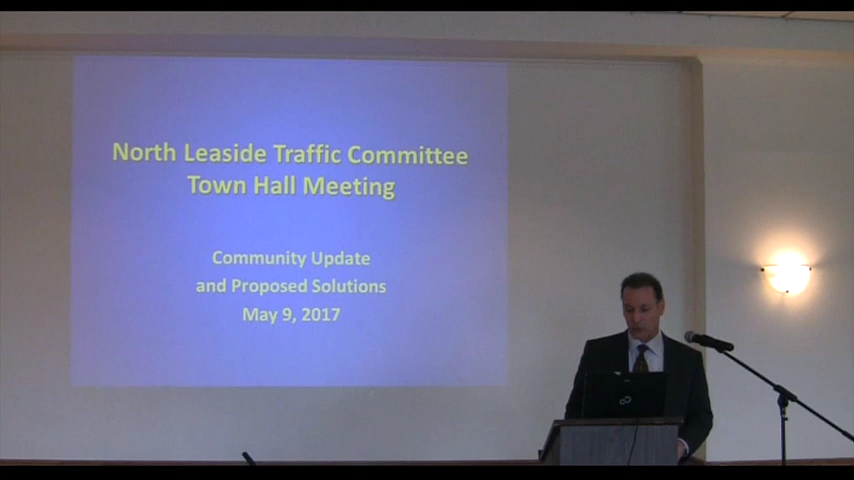 North Leaside Traffic Committee
Town Hall Meeting
Community Update
and Proposed Solutions
May 9, 2017